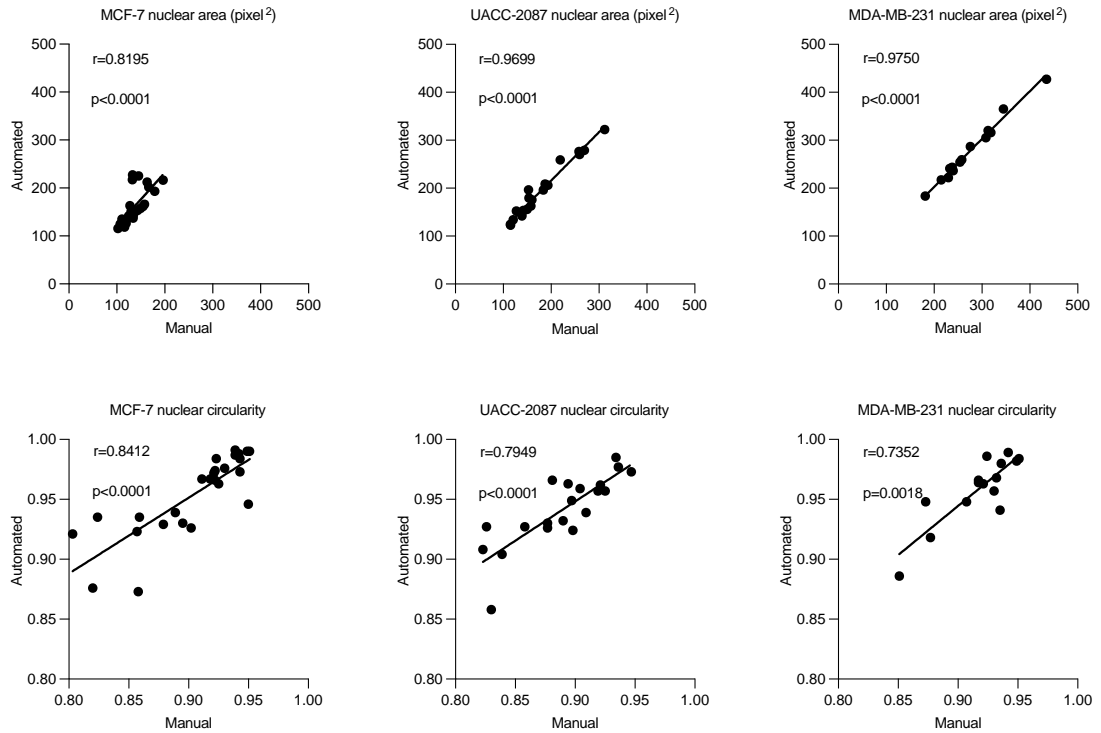 MCF-7 nuclear area (pixel²)
500
400
300
200
100
0
r=0.8195
p<0.0001
Automated
0 100 200 300 400 500
Manual
UACC-2087 nuclear area (pixel²)
500
400
300
200
100
0
r=0.9699
p<0.0001
Automated
0 100 200 300 400 500
Manual
MDA-MB-231 nuclear area (pixel²)
500
400
300
200
100
0
r=0.9750
p<0.0001
Automated
0 100 200 300 400 500
Manual
MCF-7 nuclear circularity
1.00
0.95
0.90
0.85
0.80
r=0.8412
p<0.0001
Automated
0.80 0.85 0.90 0.95 1.00
Manual
UACC-2087 nuclear circularity
1.00
0.95
0.90
0.85
0.80
r=0.7949
p<0.0001
Automated
0.80 0.85 0.90 0.95 1.00
Manual
MDA-MB-231 nuclear circularity
1.00
0.95
0.90
0.85
0.80
r=0.7352
p=0.0018
Automated
0.80 0.85 0.90 0.95 1.00
Manual